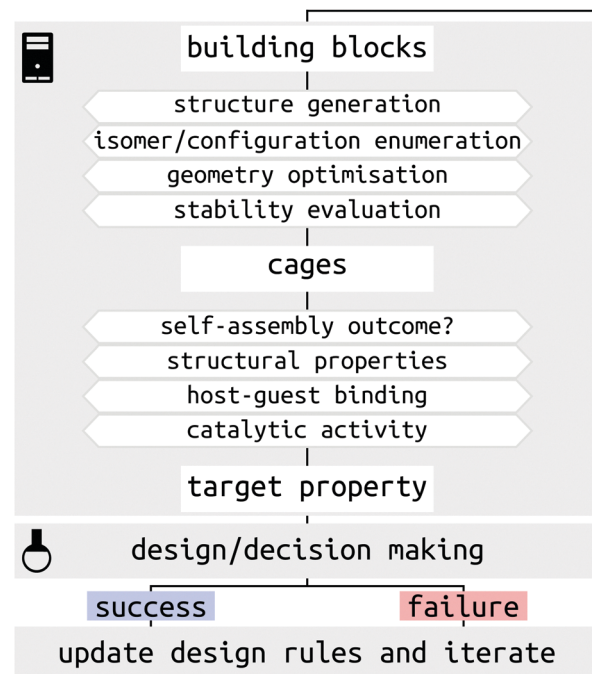 building blocks
structure generation
isomer/configuration enumeration
geometry optimisation
stability evaluation
cages
self-assembly outcome?
structural properties
host-guest binding
catalytic activity
target property
design/decision making
success
failure
update design rules and iterate